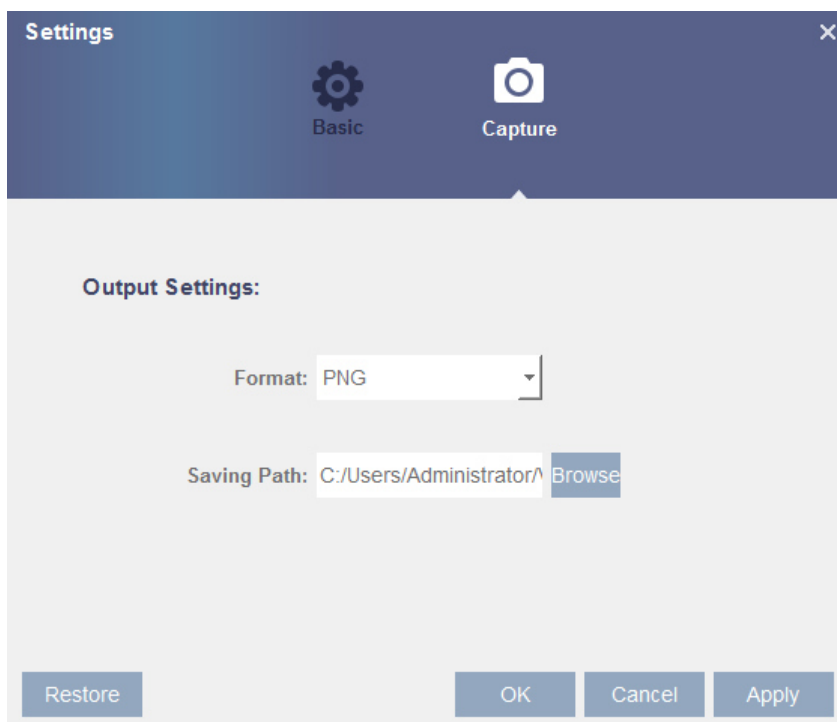 Settings
Basic
Capture
Output Settings:
Format: PNG
Saving Path: C:/Users/Administrator/ Browse
Restore OK Cancel Apply